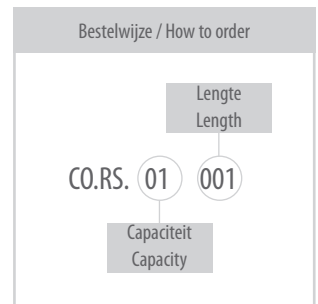 Bestelwijze / How to order
Lengte
Length
CO.RS. 01 001
Capaciteit
Capacity